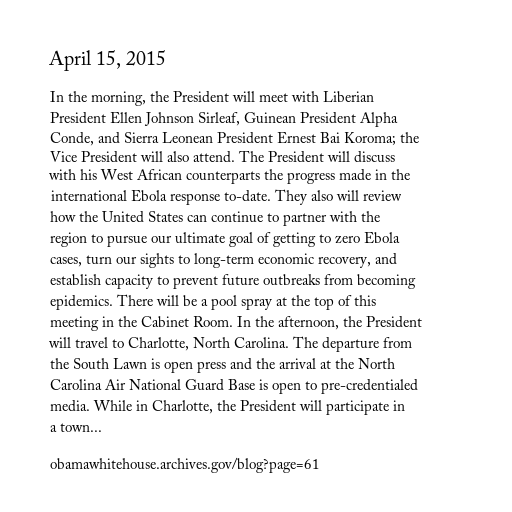 April 15, 2015
In the morning, the President will meet with Liberian
President Ellen Johnson Sirleaf, Guinean President Alpha
Conde, and Sierra Leonean President Ernest Bai Koroma; the
Vice President will also attend. The President will discuss
with his West African counterparts the progress made in the
international Ebola response to-date. They also will review
how the United States can continue to partner with the
region to pursue our ultimate goal of getting to zero Ebola
cases, turn our sights to long-term economic recovery, and
establish capacity to prevent future outbreaks from becoming
epidemics. There will be a pool spray at the top of this
meeting in the Cabinet Room. In the afternoon, the President
will travel to Charlotte, North Carolina. The departure from
the South Lawn is open press and the arrival at the North
Carolina Air National Guard Base is open to pre-credentialed
media. While in Charlotte, the President will participate in
a town...
obamawhitehouse.archives.gov/blog?page=61